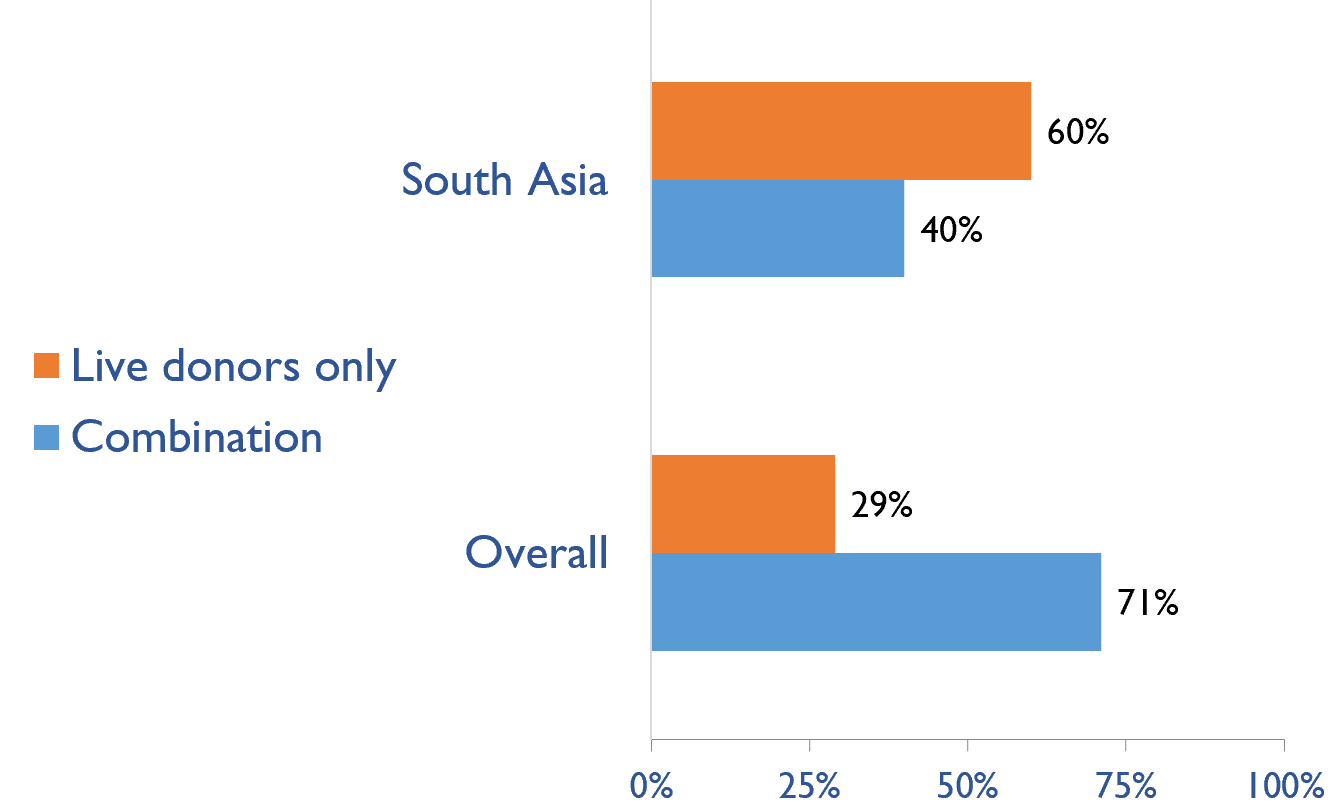 60%
South Asia
40%
Live donors only
Combination
29%
Overall
71%
0% 25% 50% 75% 100%